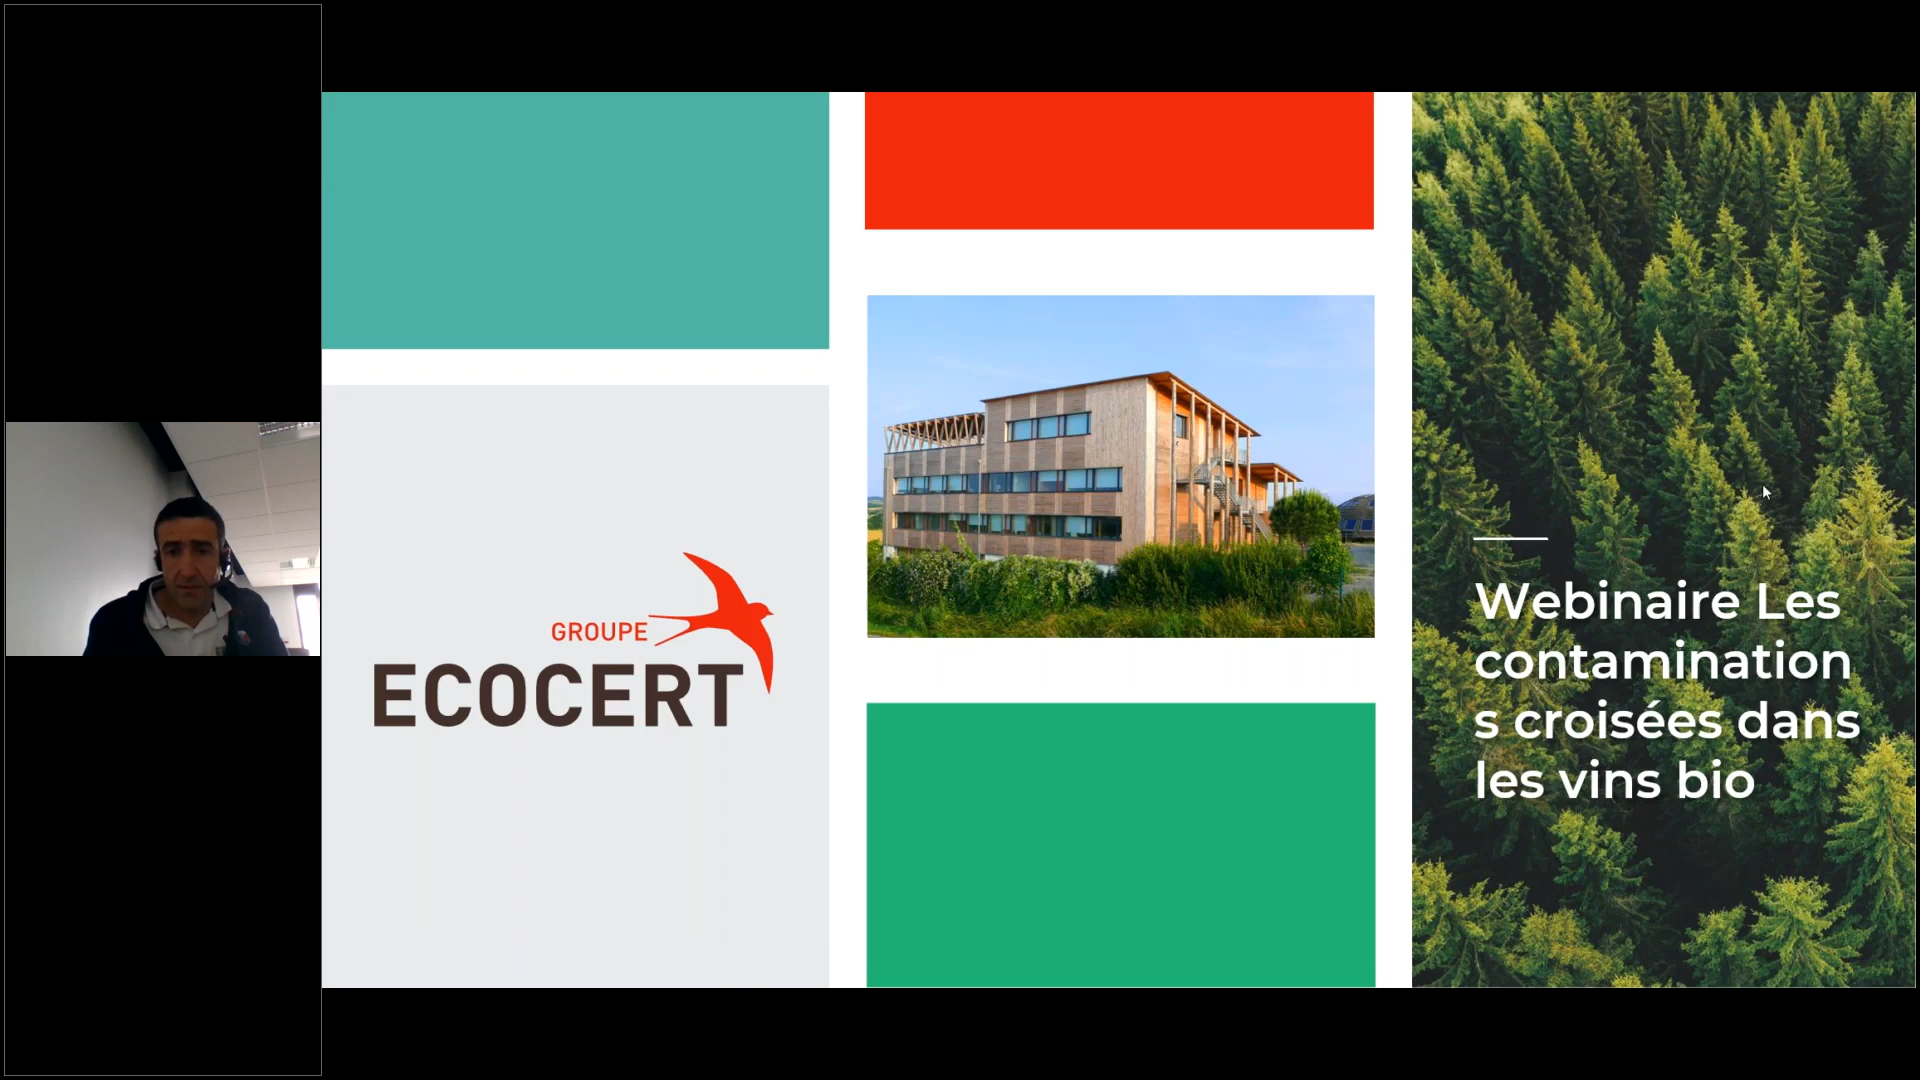 GROUPE
ECOCERT
Webinaire Les
contamination
s croisées dans
les vins bio